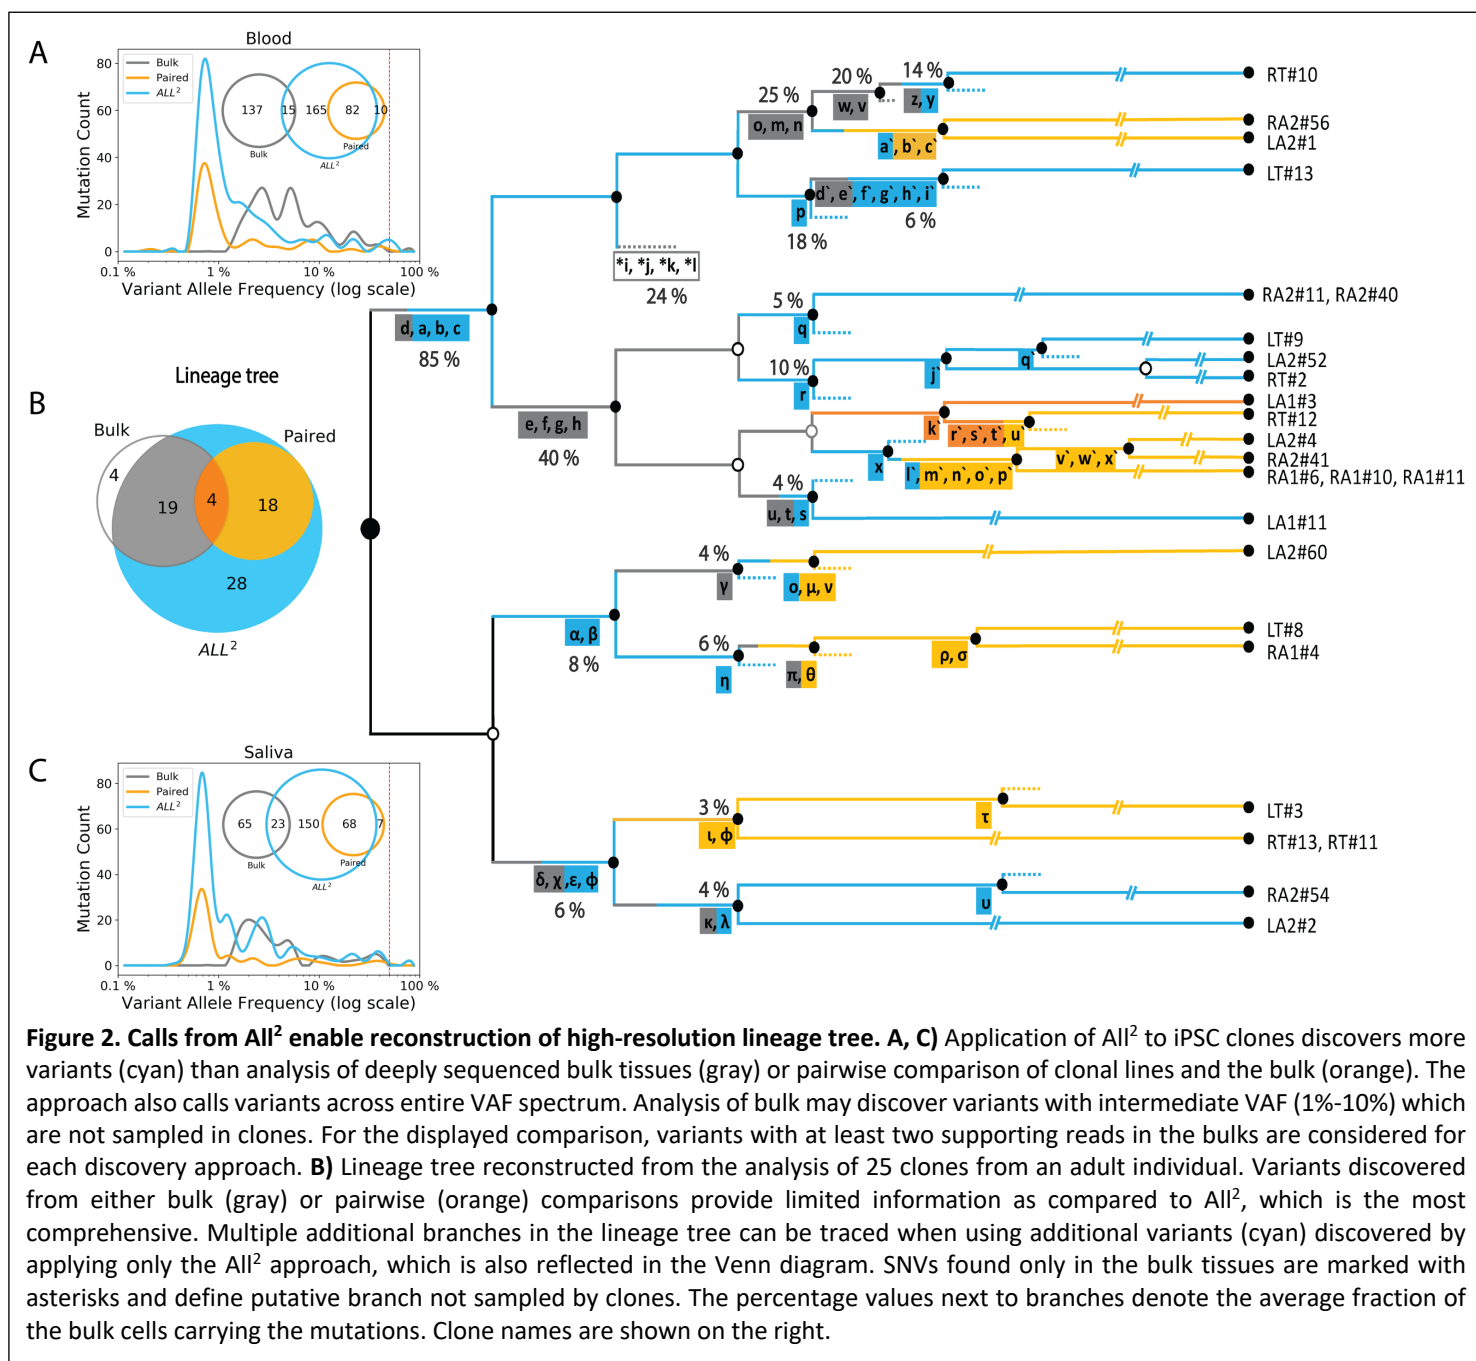 A
Blood
Bulk
Paired
ALL²
137
15
165
82
10
Bulk
ALL²
Paired
Mutation Count
80
60
40
20
0
0.1 %
1 %
10 %
100 %
Variant Allele Frequency (log scale)
B
Lineage tree
Bulk
Paired
4
19
4
18
28
ALL²
C
Saliva
Bulk
Paired
ALL²
65
23
150
68
7
Bulk
ALL²
Paired
Mutation Count
80
60
40
20
0
0.1 %
1 %
10 %
100 %
Variant Allele Frequency (log scale)
d, a, b, c
85 %
*i, *j, *k, *l
24 %
25 %
o, m, n
20 %
w, v
14 %
z, y
a`, b`, c`
p
18 %
d`, e`, f`, g`, h`, i`
6 %
e, f, g, h
40 %
5 %
q
10 %
r
j`
q`
k`
r`, s`, t`, u`
x
l`, m`, n`, o`, p`
v`, w`, x`
4 %
u, t, s
α, β
8 %
4 %
γ
ο, μ, ν
6 %
η
π, θ
ρ, σ
δ, χ ,ε, ϕ
6 %
3 %
ι, ϕ
τ
4 %
κ, λ
υ
RT#10
RA2#56
LA2#1
LT#13
RA2#11, RA2#40
LT#9
LA2#52
RT#2
LA1#3
RT#12
LA2#4
RA2#41
RA1#6, RA1#10, RA1#11
LA1#11
LA2#60
LT#8
RA1#4
LT#3
RT#13, RT#11
RA2#54
LA2#2
Figure 2. Calls from All² enable reconstruction of high-resolution lineage tree. A, C) Application of All² to iPSC clones discovers more
variants (cyan) than analysis of deeply sequenced bulk tissues (gray) or pairwise comparison of clonal lines and the bulk (orange). The
approach also calls variants across entire VAF spectrum. Analysis of bulk may discover variants with intermediate VAF (1%-10%) which
are not sampled in clones. For the displayed comparison, variants with at least two supporting reads in the bulks are considered for
each discovery approach. B) Lineage tree reconstructed from the analysis of 25 clones from an adult individual. Variants discovered
from either bulk (gray) or pairwise (orange) comparisons provide limited information as compared to All², which is the most
comprehensive. Multiple additional branches in the lineage tree can be traced when using additional variants (cyan) discovered by
applying only the All² approach, which is also reflected in the Venn diagram. SNVs found only in the bulk tissues are marked with
asterisks and define putative branch not sampled by clones. The percentage values next to branches denote the average fraction of
the bulk cells carrying the mutations. Clone names are shown on the right.